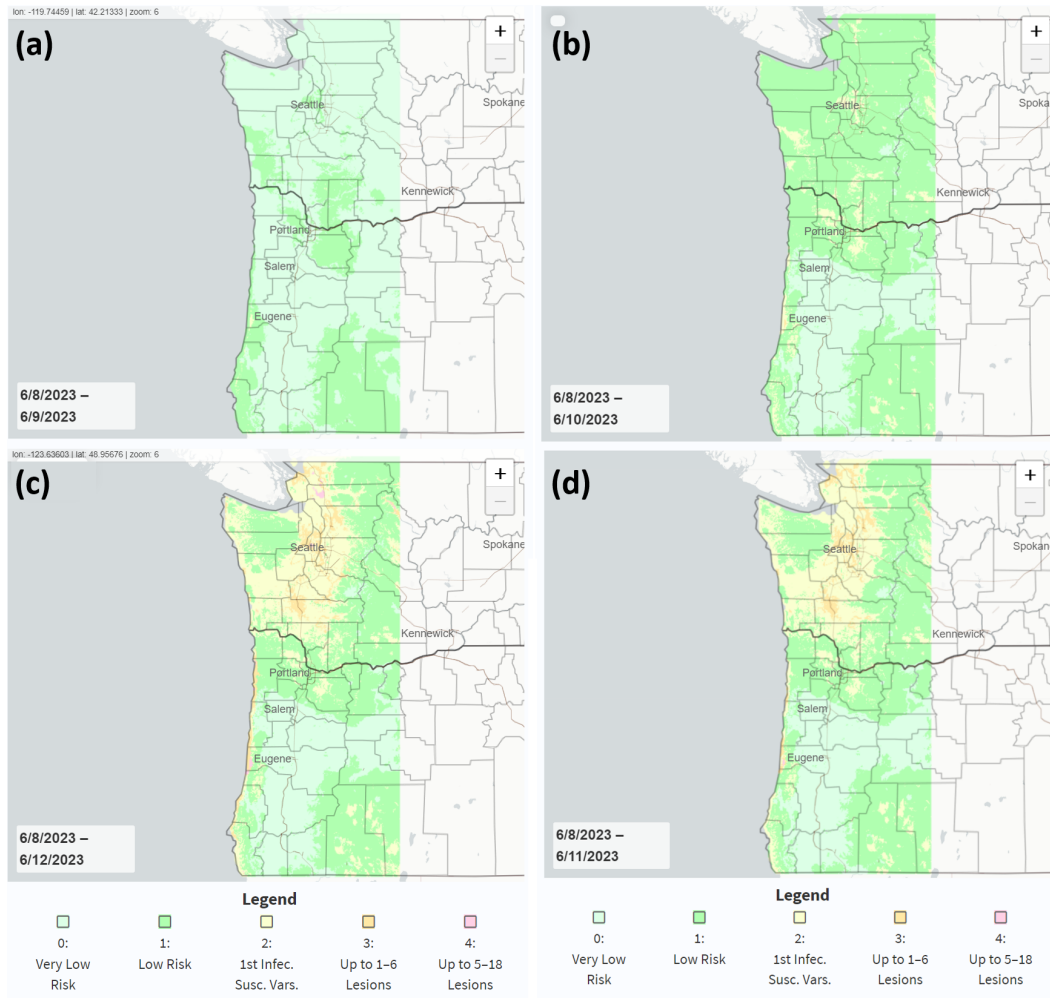 lon: -119.74459 | lat: 42.21333 | zoom: 6
(a)
+
−
Seattle
Spokane
Kennewick
Portland
Salem
Eugene
6/8/2023 –
6/9/2023
(b)
+
−
Seattle
Spoka
Kennewick
Portland
Salem
Eugene
6/8/2023 –
6/10/2023
lon: -123.63603 | lat: 48.95676 | zoom: 6
(c)
+
−
Seattle
Spokane
Kennewick
Portland
Salem
Eugene
6/8/2023 –
6/12/2023
(d)
+
−
Seattle
Spokan
Kennewick
Portland
Salem
Eugene
6/8/2023 –
6/11/2023
Legend
0: 1: 2: 3: 4:
Very Low Low Risk 1st Infec. Up to 1–6 Up to 5–18
Risk Susc. Vars. Lesions Lesions
Legend
0: 1: 2: 3: 4:
Very Low Low Risk 1st Infec. Up to 1–6 Up to 5–18
Risk Susc. Vars. Lesions Lesions